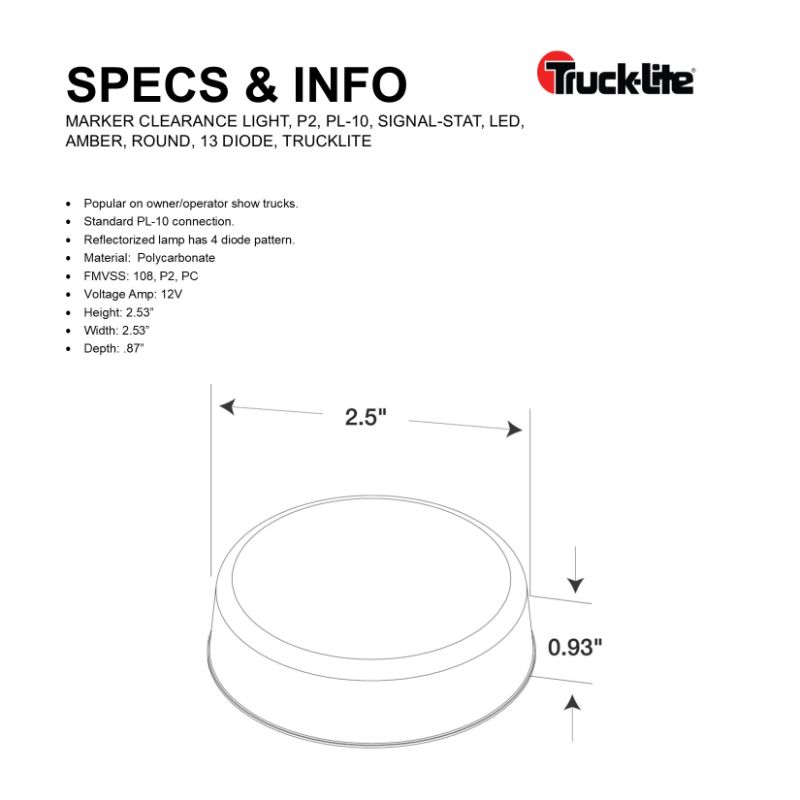 SPECS & INFO
Truck-Lite®
MARKER CLEARANCE LIGHT, P2, PL-10, SIGNAL-STAT, LED,
AMBER, ROUND, 13 DIODE, TRUCKLITE
• Popular on owner/operator show trucks.
• Standard PL-10 connection.
• Reflectorized lamp has 4 diode pattern.
• Material:  Polycarbonate
• FMVSS: 108, P2, PC
• Voltage Amp: 12V
• Height: 2.53”
• Width: 2.53”
• Depth: .87”
2.5"
0.93"